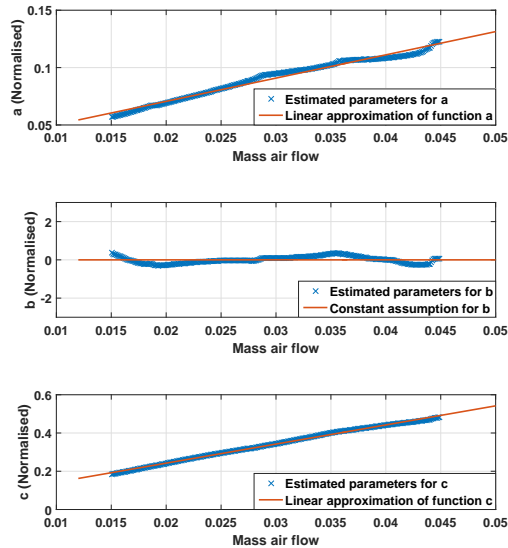 0.15
0.1
0.05
a (Normalised)
Estimated parameters for a
Linear approximation of function a
0.01 0.015 0.02 0.025 0.03 0.035 0.04 0.045 0.05
Mass air flow
2
0
-2
b (Normalised)
Estimated parameters for b
Constant assumption for b
0.01 0.015 0.02 0.025 0.03 0.035 0.04 0.045 0.05
Mass air flow
0.6
0.4
0.2
0
c (Normalised)
Estimated parameters for c
Linear approximation of function c
0.01 0.015 0.02 0.025 0.03 0.035 0.04 0.045 0.05
Mass air flow